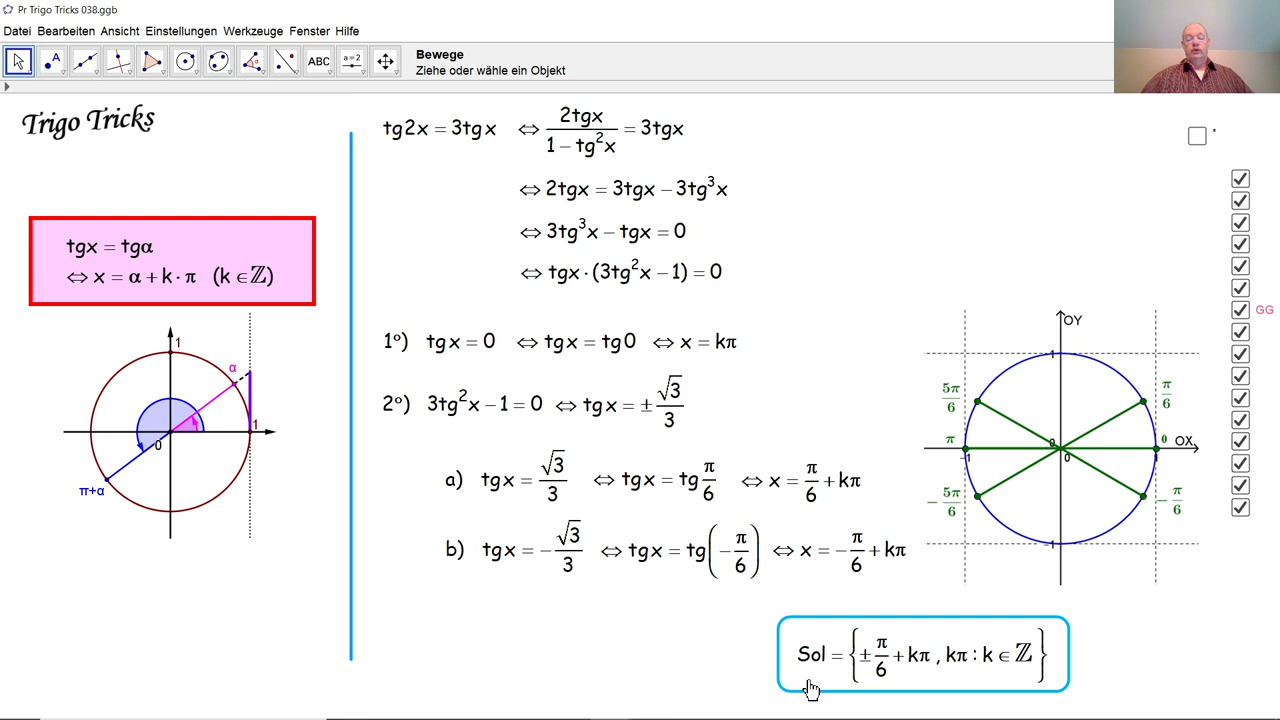 Pr Trigo Tricks 038.ggb
Datei Bearbeiten Ansicht Einstellungen Werkzeuge Fenster Hilfe
A
ABC
a=2
Bewege
Ziehe oder wähle ein Objekt
Trigo Tricks
tgx = tgα
⇔ x = α + k · π (k ∈ ℤ)
1
α
1
0
π+α
tg2x = 3tgx ⇔ 2tgx / (1 − tg²x) = 3tgx
⇔ 2tgx = 3tgx − 3tg³x
⇔ 3tg³x − tgx = 0
⇔ tgx · (3tg²x − 1) = 0
1°) tgx = 0 ⇔ tgx = tg0 ⇔ x = kπ
2°) 3tg²x − 1 = 0 ⇔ tgx = ± √3/3
a) tgx = √3/3 ⇔ tgx = tg π/6 ⇔ x = π/6 + kπ
b) tgx = − √3/3 ⇔ tgx = tg(− π/6) ⇔ x = − π/6 + kπ
Sol = {± π/6 + kπ , kπ : k ∈ ℤ}
OY
1
5π/6
π/6
π
0
0
OX
−1
0
1
− 5π/6
− π/6
−1
GG